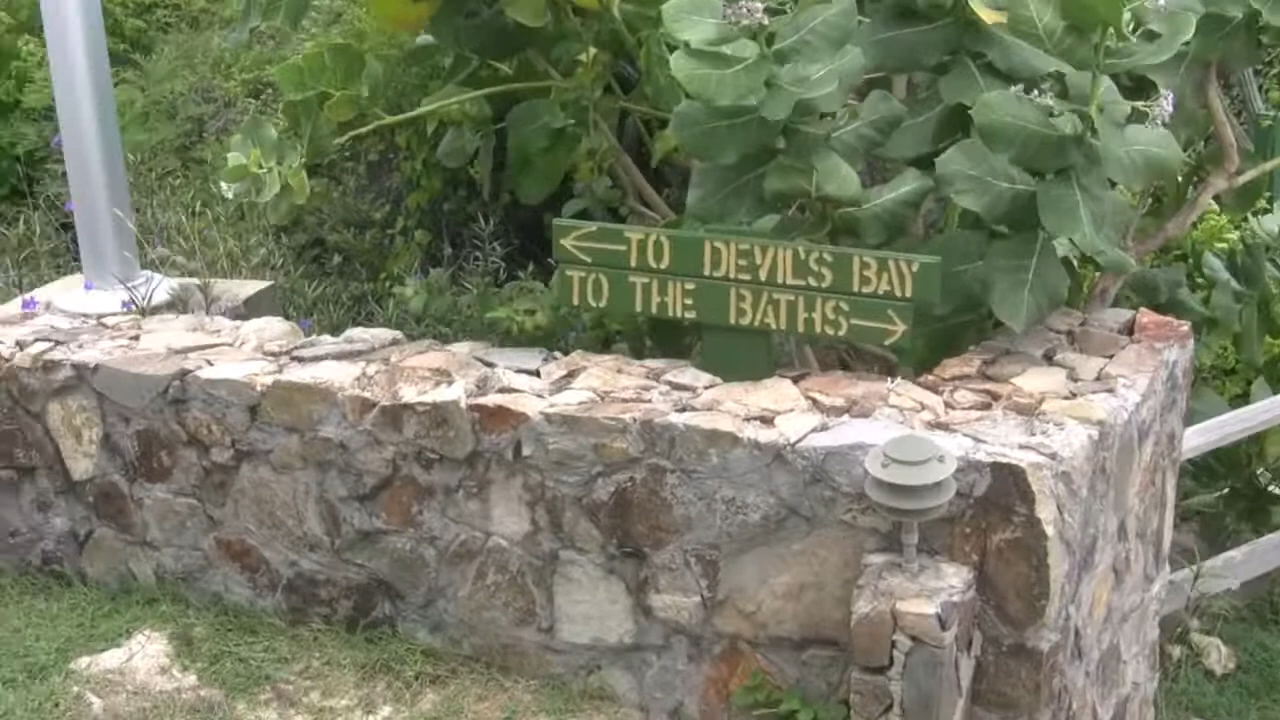 ← TO DEVIL'S BAY
TO THE BATHS →